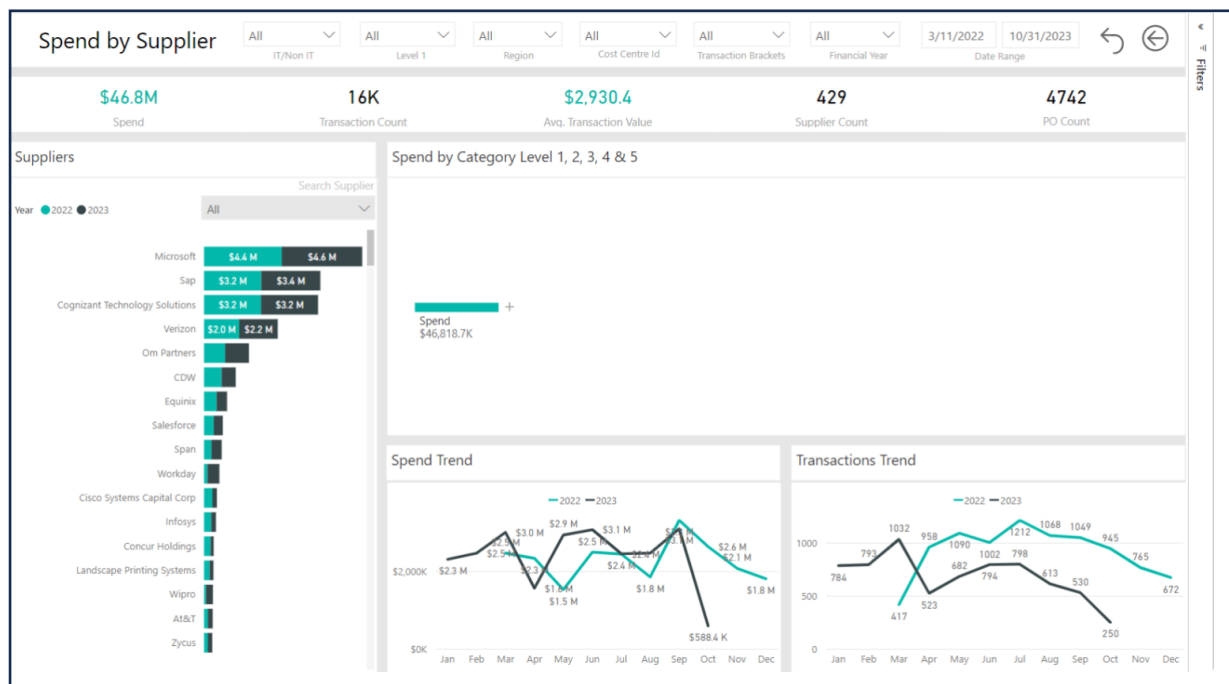 Spend by Supplier
All
IT/Non IT
All
Level 1
All
Region
All
Cost Centre Id
All
Transaction Brackets
All
Financial Year
3/11/2022 10/31/2023
Date Range
Filters
$46.8M
Spend
16K
Transaction Count
$2,930.4
Avg. Transaction Value
429
Supplier Count
4742
PO Count
Suppliers
Search Supplier
Year 2022 2023
All
Microsoft $4.4 M $4.6 M
Sap $3.2 M $3.4 M
Cognizant Technology Solutions $3.2 M $3.2 M
Verizon $2.0 M $2.2 M
Om Partners
CDW
Equinix
Salesforce
Span
Workday
Cisco Systems Capital Corp
Infosys
Concur Holdings
Landscape Printing Systems
Wipro
At&T
Zycus
Spend by Category Level 1, 2, 3, 4 & 5
Spend
$46,818.7K
Spend Trend
2022 2023
$2.9 M
$3.0 M
$3.1 M
$2.5 M
$2.5 M
$2.5 M
$2.6 M
$2.3 M
$2.4 M
$2.1 M
$1.5 M
$1.8 M
$1.8 M
$588.4 K
$2,000K
$0K
Jan Feb Mar Apr May Jun Jul Aug Sep Oct Nov Dec
Transactions Trend
2022 2023
1032
958
1090
1002
1212
1068
1049
945
765
672
784
793
417
523
682
794
798
613
530
250
1000
500
0
Jan Feb Mar Apr May Jun Jul Aug Sep Oct Nov Dec